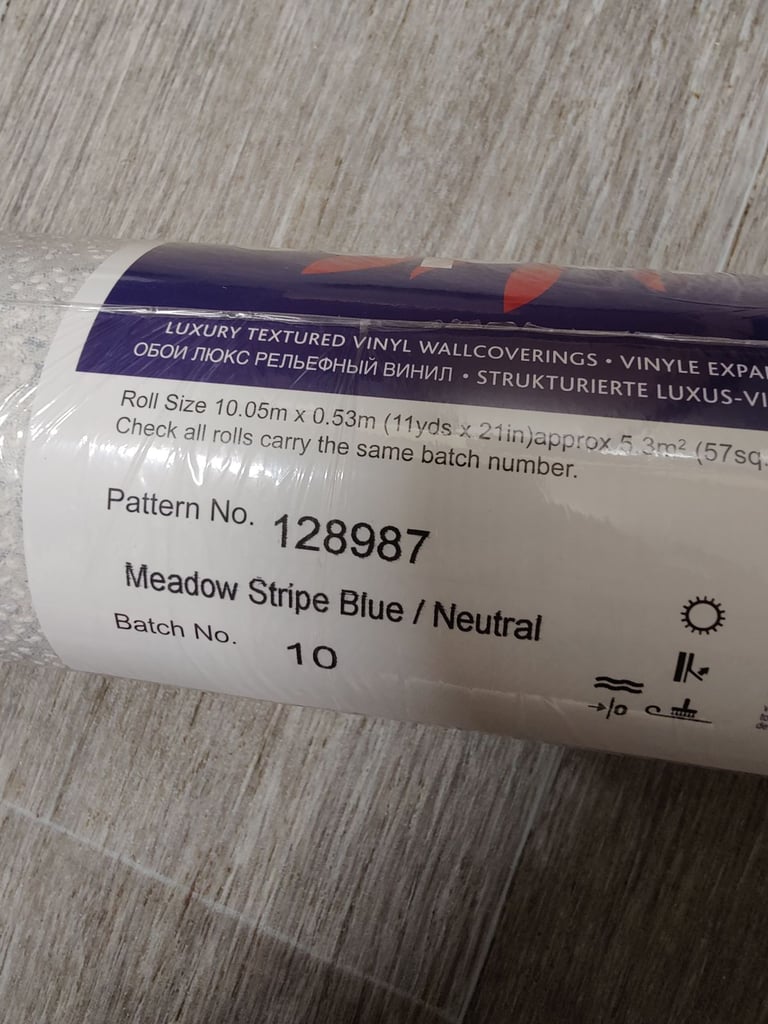 LUXURY TEXTURED VINYL WALLCOVERINGS • VINYLE EXPA
ОБОИ ЛЮКС РЕЛЬЕФНЫЙ ВИНИЛ • STRUKTURIERTE LUXUS-VI
Roll Size 10.05m x 0.53m (11yds x 21in)approx 5.3m² (57sq.
Check all rolls carry the same batch number.
Pattern No. 128987
Meadow Stripe Blue / Neutral
Batch No. 10